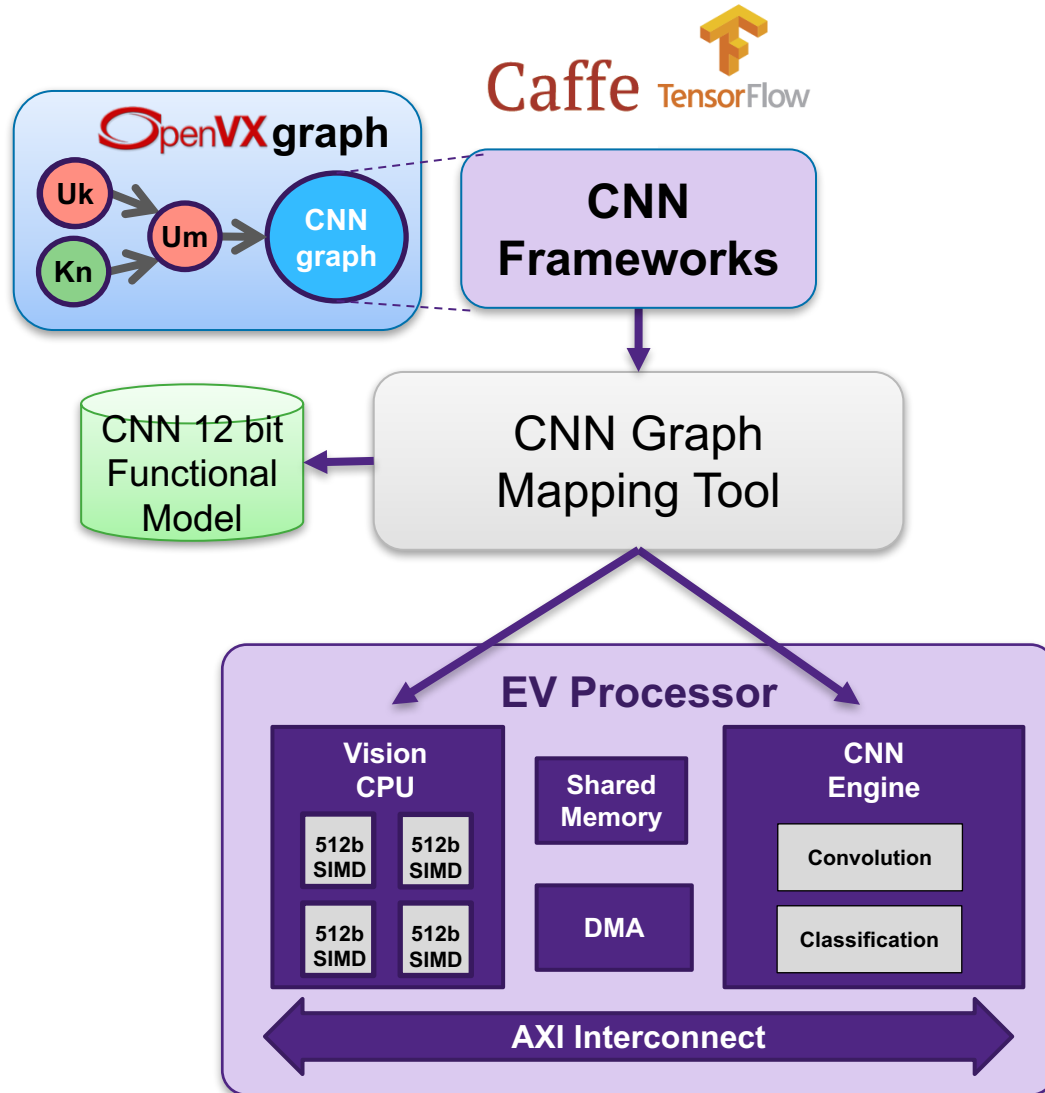 Caffe
TensorFlow
OpenVX graph
Uk
Kn
Um
CNN
graph
CNN
Frameworks
CNN 12 bit
Functional
Model
CNN Graph
Mapping Tool
EV Processor
Vision
CPU
512b
SIMD
512b
SIMD
512b
SIMD
512b
SIMD
Shared
Memory
DMA
CNN
Engine
Convolution
Classification
AXI Interconnect